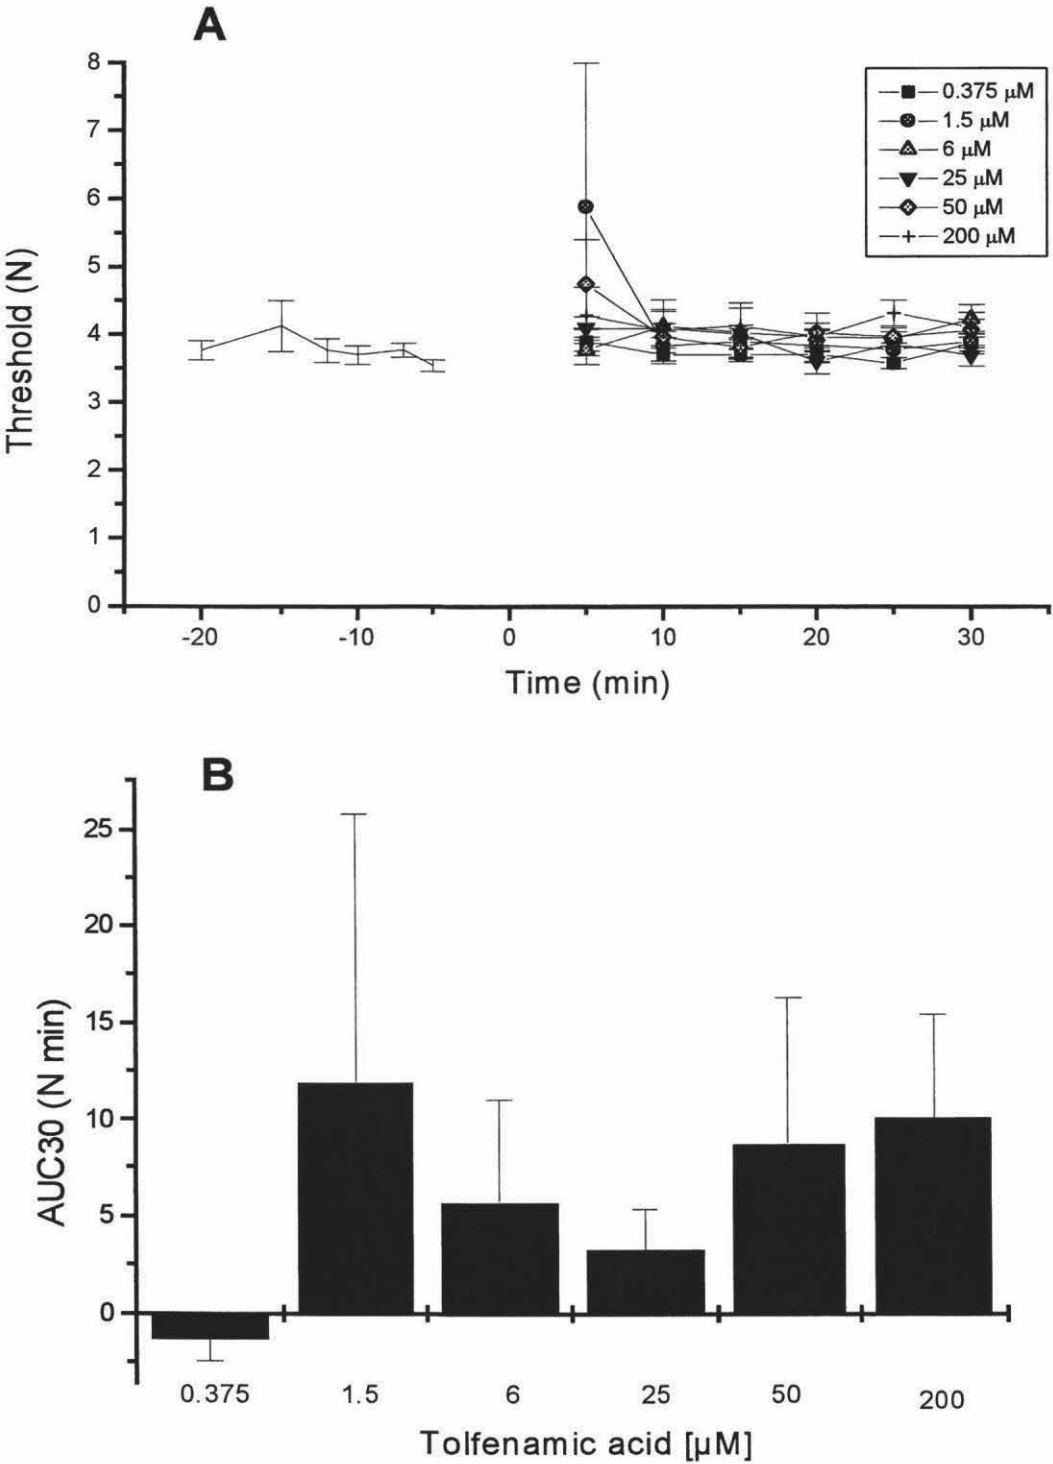 A
8
7
6
5
4
3
2
1
0
Threshold (N)
-20 -10 0 10 20 30
Time (min)
0.375 μM
1.5 μM
6 μM
25 μM
50 μM
200 μM
B
25
20
15
10
5
0
AUC30 (N min)
0.375 1.5 6 25 50 200
Tolfenamic acid [μM]